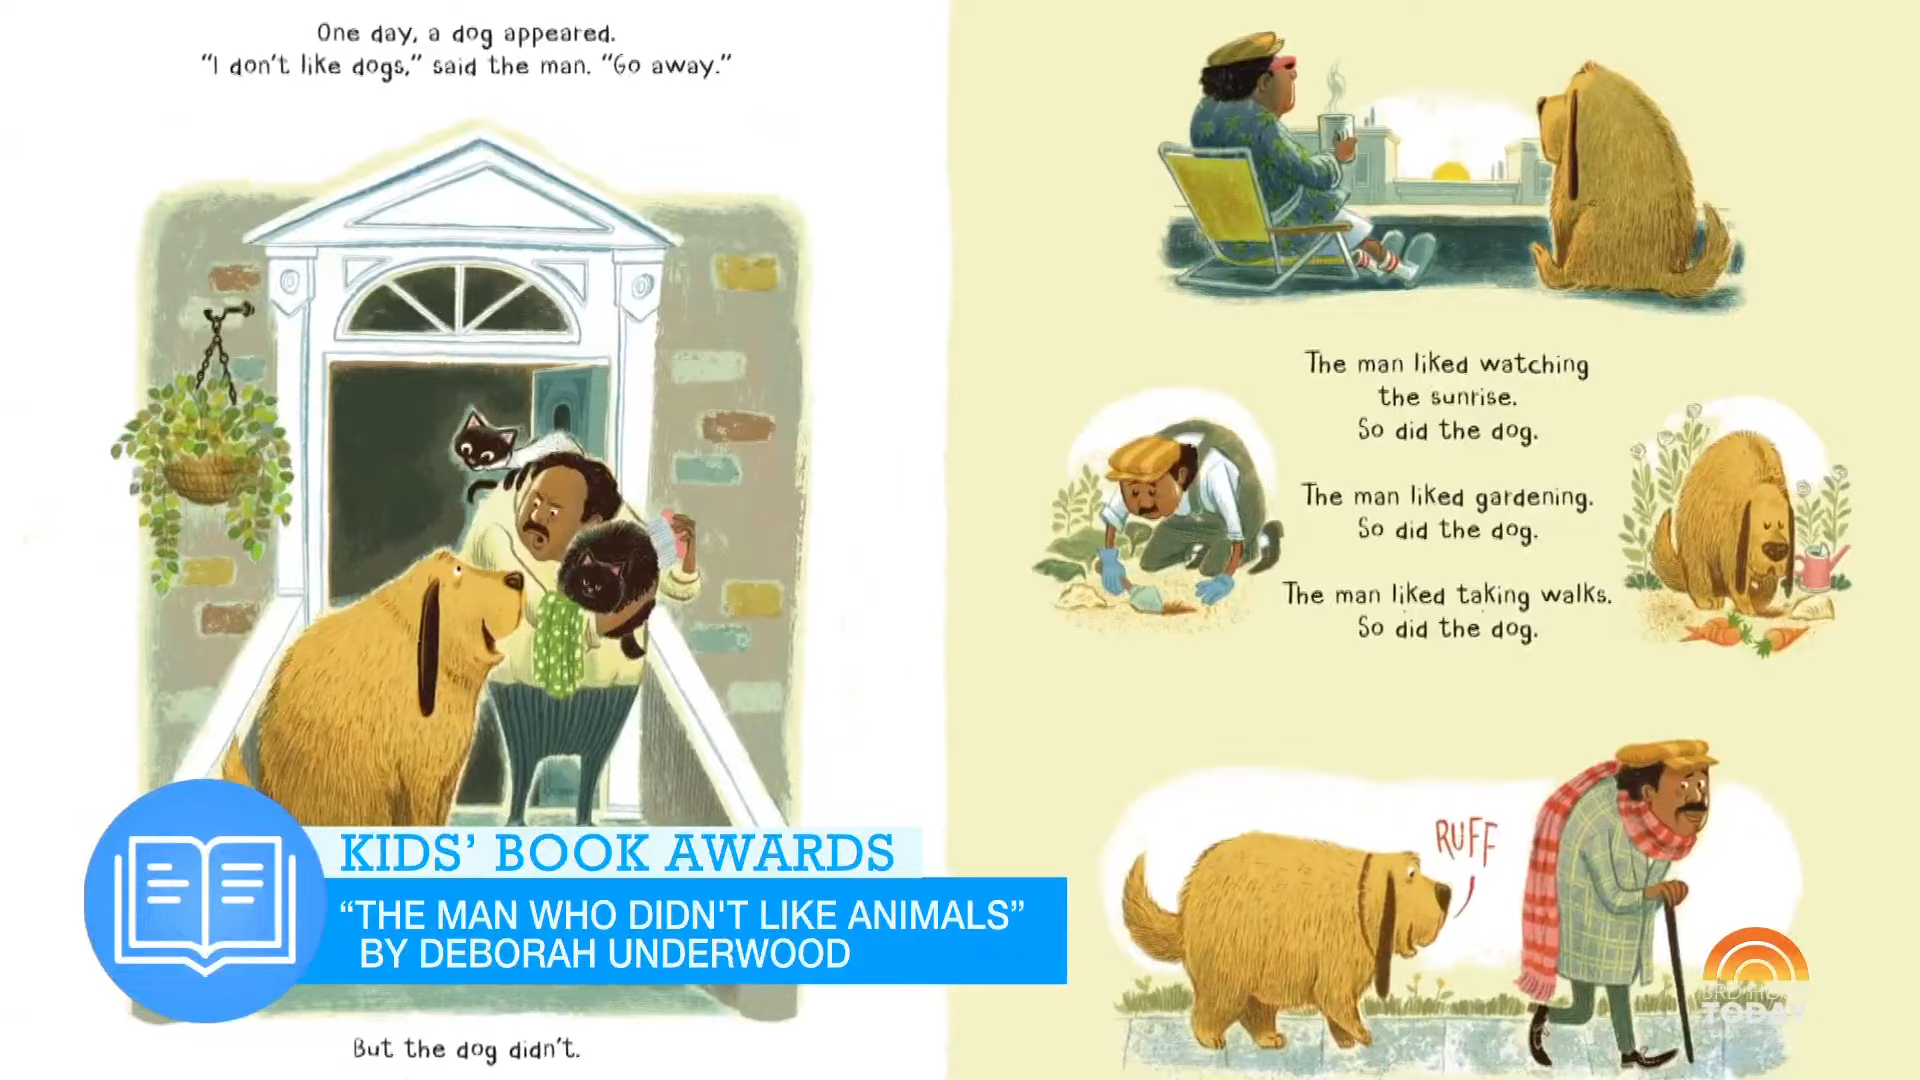 One day, a dog appeared.
“I don’t like dogs,” said the man. “Go away.”
But the dog didn’t.
The man liked watching
the sunrise.
So did the dog.
The man liked gardening.
So did the dog.
The man liked taking walks.
So did the dog.
RUFF
KIDS’ BOOK AWARDS
“THE MAN WHO DIDN'T LIKE ANIMALS”
BY DEBORAH UNDERWOOD
TODAY